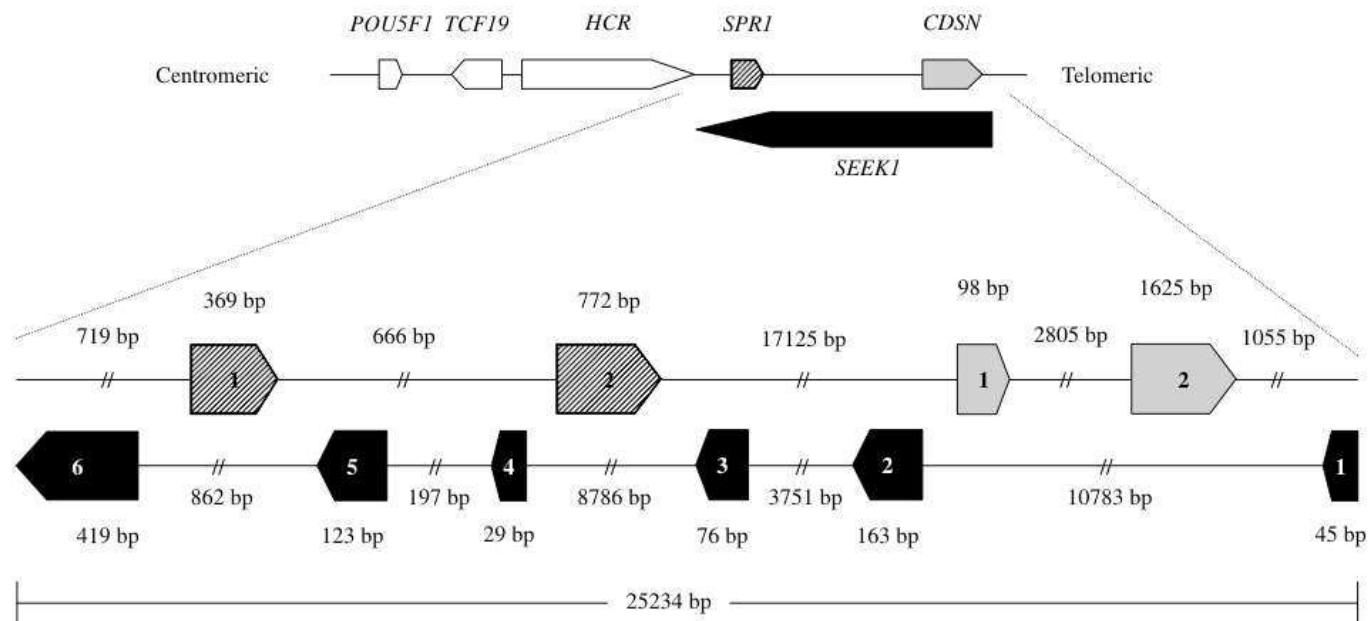 POU5F1 TCF19 HCR SPR1 CDSN
Centromeric Telomeric
SEEK1
369 bp 772 bp 98 bp 1625 bp
719 bp 666 bp 17125 bp 2805 bp 1055 bp
1 2 1 2
6 5 4 3 2 1
862 bp 197 bp 8786 bp 3751 bp 10783 bp
419 bp 123 bp 29 bp 76 bp 163 bp 45 bp
25234 bp